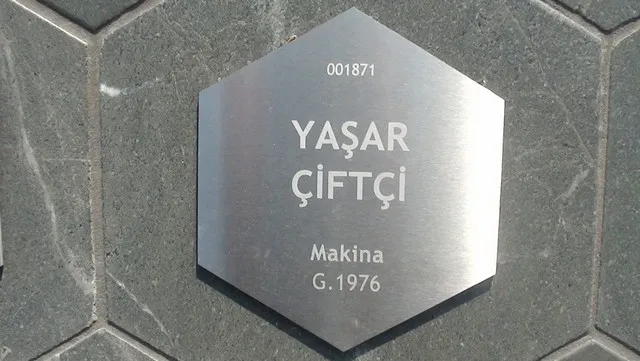 001871
YAŞAR
ÇİFTÇİ
Makina
G.1976